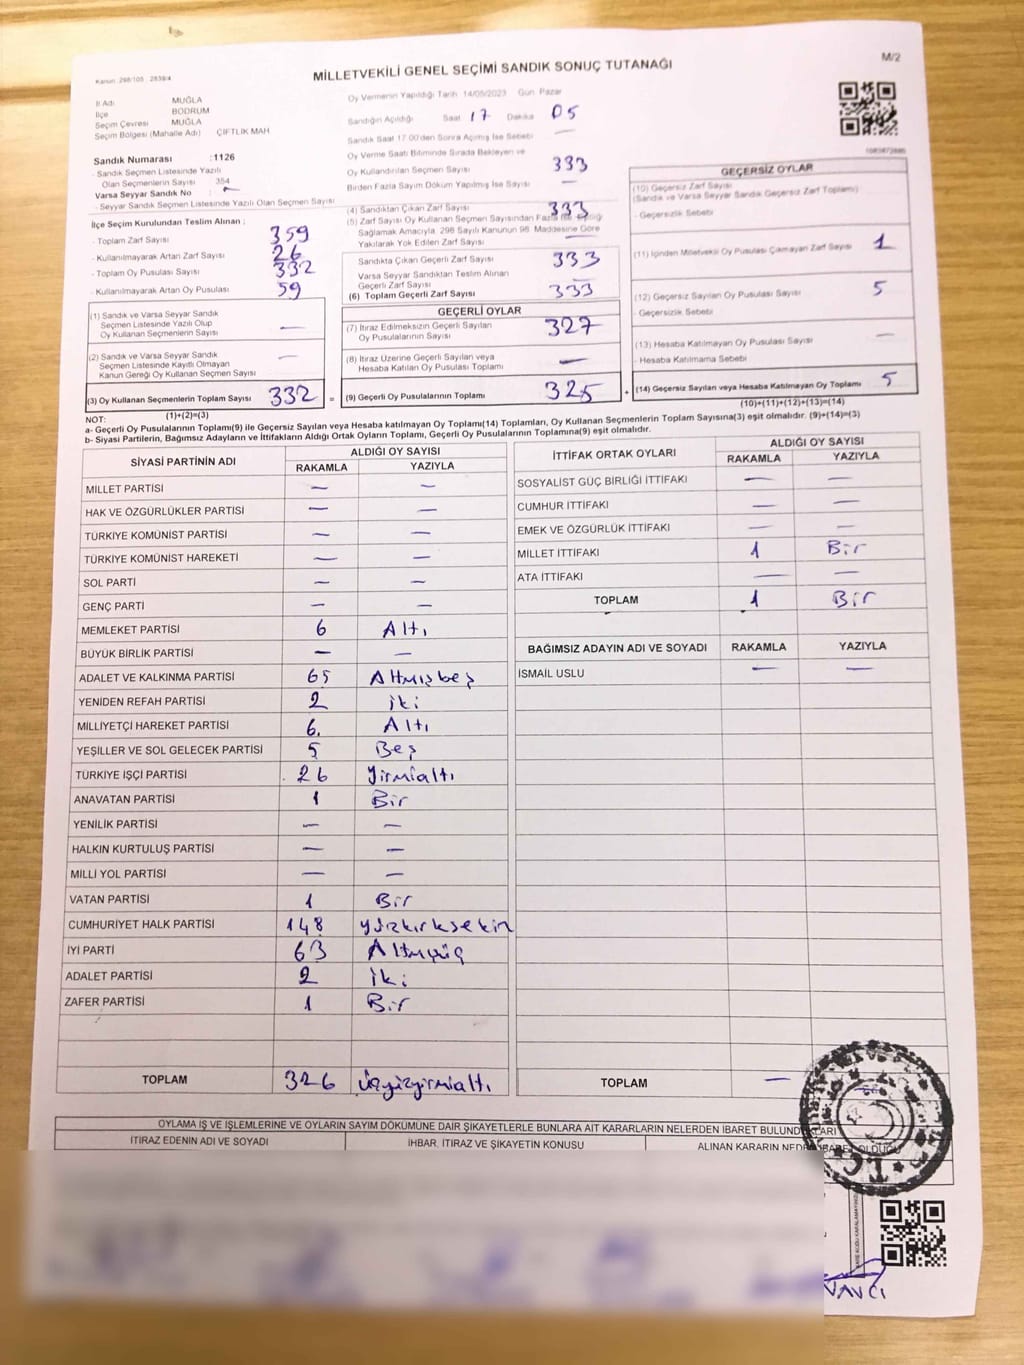 M/2
Kanun: 298/105 , 2839/4
MİLLETVEKİLİ GENEL SEÇİMİ SANDIK SONUÇ TUTANAĞI
İl Adı MUĞLA
İlçe BODRUM
Seçim Çevresi MUĞLA
Seçim Bölgesi (Mahalle Adı) ÇİFTLİK MAH
Sandık Numarası :1126
- Sandık Seçmen Listesinde Yazılı
Olan Seçmenlerin Sayısı 354
Varsa Seyyar Sandık No : -
- Seyyar Seçmen Listesinde Yazılı Olan Seçmen Sayısı
İlçe Seçim Kurulundan Teslim Alınan ;
- Toplam Zarf Sayısı 359
- Kullanılmayarak Artan Zarf Sayısı 26
- Toplam Oy Pusulası Sayısı 332
- Kullanılmayarak Artan Oy Pusulası 59
(1) Sandık ve Varsa Seyyar Sandık
Seçmen Listesinde Yazılı Olup
Oy Kullanan Seçmenlerin Sayısı —
(2) Sandık ve Varsa Seyyar Sandık
Seçmen Listesinde Kayıtlı Olmayan
Kanun Gereği Oy Kullanan Seçmen Sayısı —
(3) Oy Kullanan Seçmenlerin Toplam Sayısı 332 =
(1)+(2)=(3)
Oy Vermenin Yapıldığı Tarih 14/05/2023 Gün Pazar
Sandığın Açıldığı Saat 17 Dakika 05
Sandık Saat 17.00'den Sonra Açılmış İse Sebebi —
Oy Verme Saati Bitiminde Sırada Bekleyen ve
Oy Kullandırılan Seçmen Sayısı 333
Birden Fazla Sayım Döküm Yapılmış İse Sayısı —
(4) Sandıktan Çıkan Zarf Sayısı 333
(5) Zarf Sayısı Oy Kullanan Seçmen Sayısından Fazla İse
Sağlamak Amacıyla, 298 Sayılı Kanunun 98. Maddesine Göre
Yakılarak Yok Edilen Zarf Sayısı
Sandıkta Çıkan Geçerli Zarf Sayısı 333
Varsa Seyyar Sandıktan Teslim Alınan
Geçerli Zarf Sayısı
(6) Toplam Geçerli Zarf Sayısı 333
GEÇERLİ OYLAR
(7) İtiraz Edilmeksizin Geçerli Sayılan
Oy Pusulalarının Sayısı 327
(8) İtiraz Üzerine Geçerli Sayılan veya
Hesaba Katılan Oy Pusulası Toplamı —
(9) Geçerli Oy Pusulalarının Toplamı 325 +
GEÇERSİZ OYLAR
(10) Geçersiz Zarf Sayısı
(Sandık ve Varsa Seyyar Sandık Geçersiz Zarf Toplamı)
- Geçersizlik Sebebi
(11) İçinden Milletvekili Oy Pusulası Çıkmayan Zarf Sayısı 1
(12) Geçersiz Sayılan Oy Pusulası Sayısı 5
- Geçersizlik Sebebi
(13) Hesaba Katılmayan Oy Pusulası Sayısı —
- Hesaba Katılmama Sebebi
(14) Geçersiz Sayılan veya Hesaba Katılmayan Oy Toplamı 5
(10)+(11)+(12)+(13)=(14)
NOT:
a- Geçerli Oy Pusulalarının Toplamı(9) ile Geçersiz Sayılan veya Hesaba katılmayan Oy Toplam(14) Toplamları, Oy Kullanan Seçmenlerin Toplam Sayısına(3) eşit olmalıdır. (9)+(14)=(3)
b- Siyasi Partilerin, Bağımsız Adayların ve İttifakların Aldığı Ortak Oyların Toplamı, Geçerli Oy Pusulalarının Toplamına(9) eşit olmalıdır.
SİYASİ PARTİNİN ADI ALDIĞI OY SAYISI
RAKAMLA YAZIYLA
MİLLET PARTİSİ — —
HAK VE ÖZGÜRLÜKLER PARTİSİ — —
TÜRKİYE KOMÜNİST PARTİSİ — —
TÜRKİYE KOMÜNİST HAREKETİ — —
SOL PARTİ — —
GENÇ PARTİ — —
MEMLEKET PARTİSİ 6 Altı
BÜYÜK BİRLİK PARTİSİ — —
ADALET VE KALKINMA PARTİSİ 65 Altmışbeş
YENİDEN REFAH PARTİSİ 2 iki
MİLLİYETÇİ HAREKET PARTİSİ 6. Altı
YEŞİLLER VE SOL GELECEK PARTİSİ 5 Beş
TÜRKİYE İŞÇİ PARTİSİ 26 Yirmialtı
ANAVATAN PARTİSİ 1 Bir
YENİLİK PARTİSİ — —
HALKIN KURTULUŞ PARTİSİ — —
MİLLİ YOL PARTİSİ — —
VATAN PARTİSİ 1 Bir
CUMHURİYET HALK PARTİSİ 148 yüzkırksekin
İYİ PARTİ 63 Altmışüç
ADALET PARTİSİ 2 İki
ZAFER PARTİSİ 1 Bir
TOPLAM 326 üçyüzyirmialtı
İTTİFAK ORTAK OYLARI ALDIĞI OY SAYISI
RAKAMLA YAZIYLA
SOSYALİST GÜÇ BİRLİĞİ İTTİFAKI — —
CUMHUR İTTİFAKI — —
EMEK VE ÖZGÜRLÜK İTTİFAKI — —
MİLLET İTTİFAKI 1 Bir
ATA İTTİFAKI — —
TOPLAM 1 Bir
BAĞIMSIZ ADAYIN ADI VE SOYADI RAKAMLA YAZIYLA
İSMAİL USLU — —
TOPLAM —
OYLAMA İŞ VE İŞLEMLERİNE VE OYLARIN SAYIM DÖKÜMÜNE DAİR ŞİKAYETLERLE BUNLARA AİT KARARLARIN NELERDEN İBARET BULUNDUKLARI
İTİRAZ EDENİN ADI VE SOYADI
İHBAR, İTİRAZ VE ŞİKAYETİN KONUSU
ALINAN KARARIN NEDEN İBARET OLDUĞU
T.C.